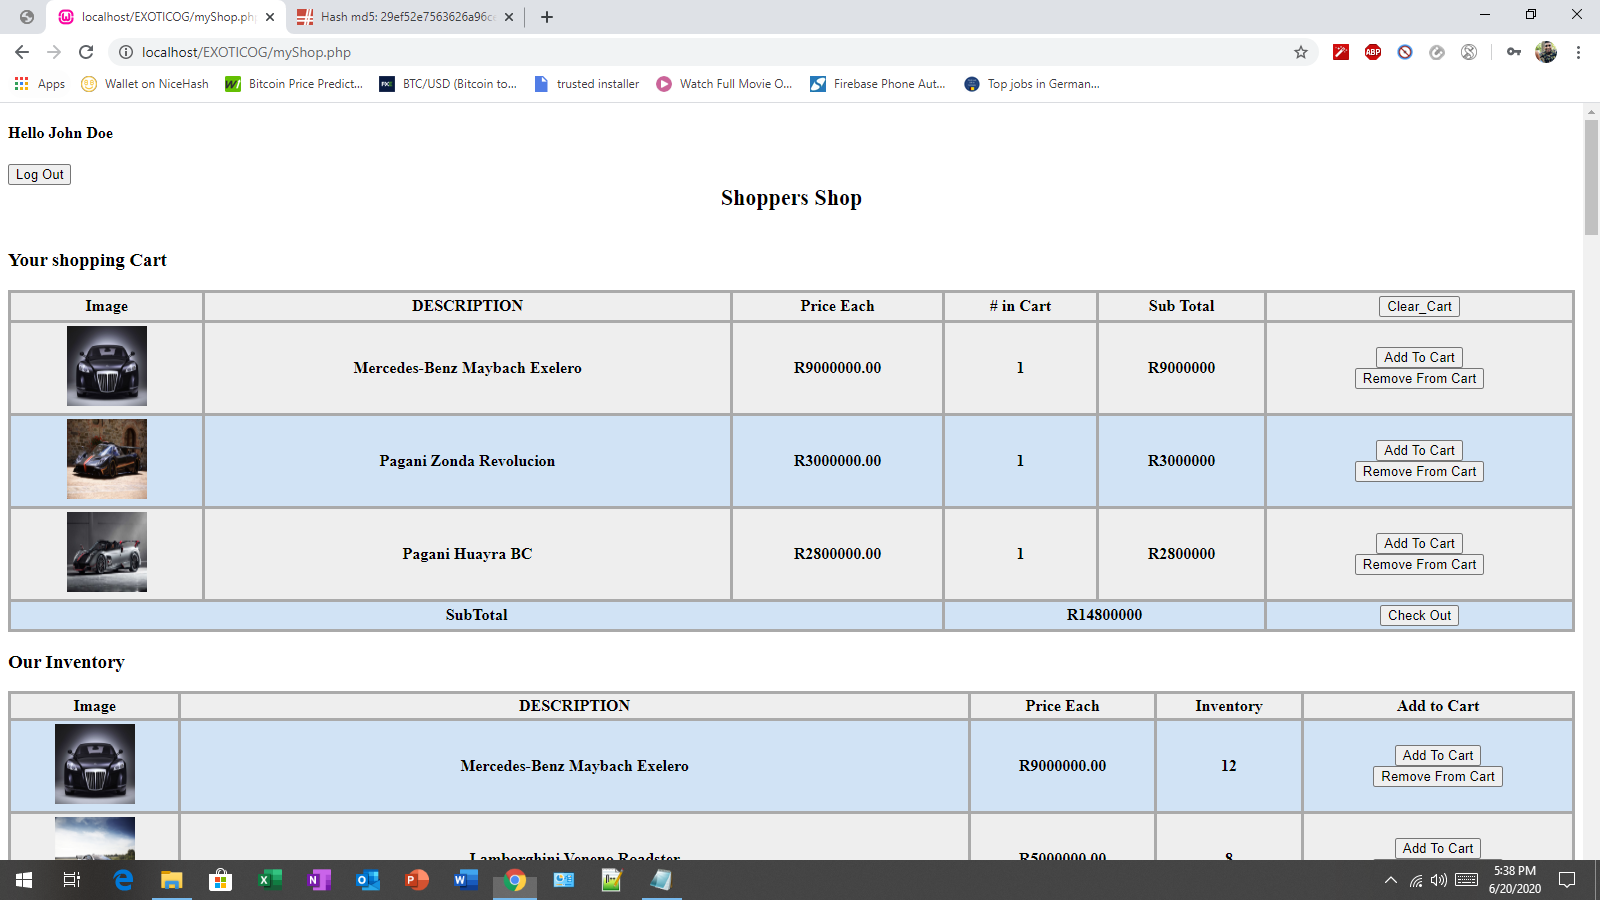 localhost/EXOTICOG/myShop.ph
Hash md5: 29ef52e7563626a96c
localhost/EXOTICOG/myShop.php
ABP
Apps Wallet on NiceHash Bitcoin Price Predict... BTC/USD (Bitcoin to... trusted installer Watch Full Movie O... Firebase Phone Aut... Top jobs in German...
Hello John Doe
Log Out
Shoppers Shop
Your shopping Cart
Image DESCRIPTION Price Each # in Cart Sub Total Clear_Cart
Mercedes-Benz Maybach Exelero R9000000.00 1 R9000000 Add To Cart
Remove From Cart
Pagani Zonda Revolucion R3000000.00 1 R3000000 Add To Cart
Remove From Cart
Pagani Huayra BC R2800000.00 1 R2800000 Add To Cart
Remove From Cart
SubTotal R14800000 Check Out
Our Inventory
Image DESCRIPTION Price Each Inventory Add to Cart
Mercedes-Benz Maybach Exelero R9000000.00 12 Add To Cart
Remove From Cart
Lamborghini Veneno Roadster R5000000.00 8 Add To Cart
5:38 PM
6/20/2020